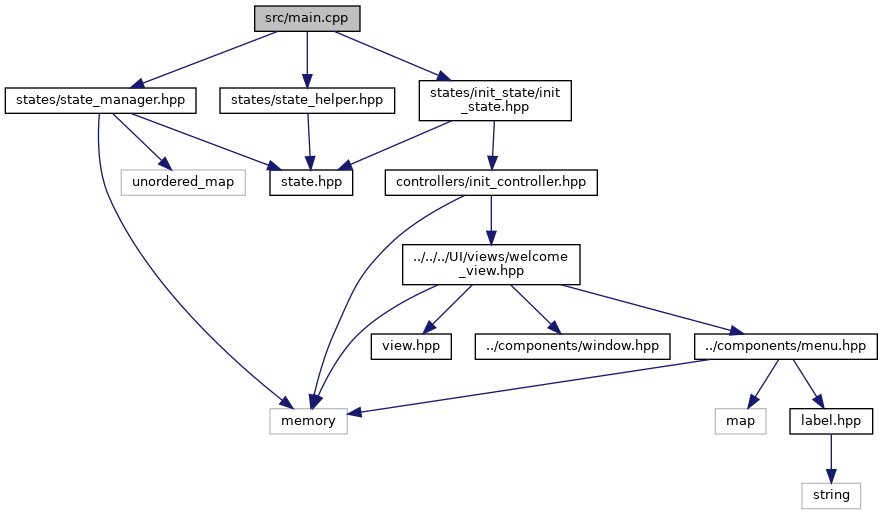 src/main.cpp
states/state_manager.hpp
states/state_helper.hpp
states/init_state/init
_state.hpp
unordered_map
state.hpp
controllers/init_controller.hpp
../../../UI/views/welcome
_view.hpp
view.hpp
../components/window.hpp
../components/menu.hpp
memory
map
label.hpp
string